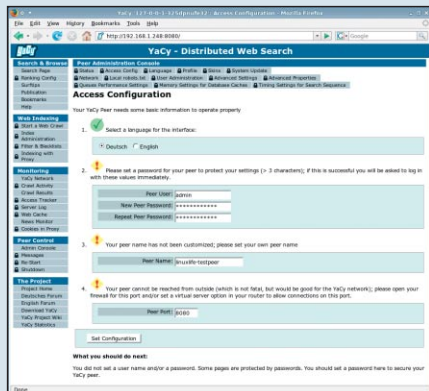 YaCy '127-0-0-1-325dprofe32': Access Configuration - Mozilla Firefox
File Edit View History Bookmarks Tools Help
http://192.168.1.248:8080/
Google
YaCy
YaCy - Distributed Web Search
Search & Browse
Search Page
Ranking Config
Surftips
Publication
Bookmarks
Help
Web Indexing
Start a Web Crawl
Index Administration
Filter & Blacklists
Indexing with Proxy
Monitoring
YaCy Network
Crawl Activity
Crawl Results
Access Tracker
Server Log
Web Cache
News Monitor
Cookies in Proxy
Peer Control
Admin Console
Messages
Re-Start
Shutdown
The Project
Project Home
Deutsches Forum
English Forum
Download YaCy
YaCy Project Wiki
YaCy Statistics
Peer Administration Console
Status Access Config Language Profile Skins System Update
Network Local robots.txt User Administration Advanced Settings Advanced Properties
Queues Performance Settings Memory Settings for Database Caches Timing Settings for Search Sequence
Access Configuration
Your YaCy Peer needs some basic information to operate properly
1. Select a language for the interface:
Deutsch English
2. Please set a password for your peer to protect your settings (> 3 characters); if this is successful you will be asked to log in
with these values immediately.
Peer User: admin
New Peer Password: ************
Repeat Peer Password: ************
3. Your peer name has not been customized; please set your own peer name
Peer Name: linuxlife-testpeer
4. Your peer cannot be reached from outside (which is not fatal, but would be good for the YaCy network); please open your
firewall for this port and/or set a virtual server option in your router to allow connections on this port.
Peer Port: 8080
Set Configuration
What you should do next:
You did not set a user name and/or a password. Some pages are protected by passwords. You should set a password here to secure your
YaCy peer.
Done